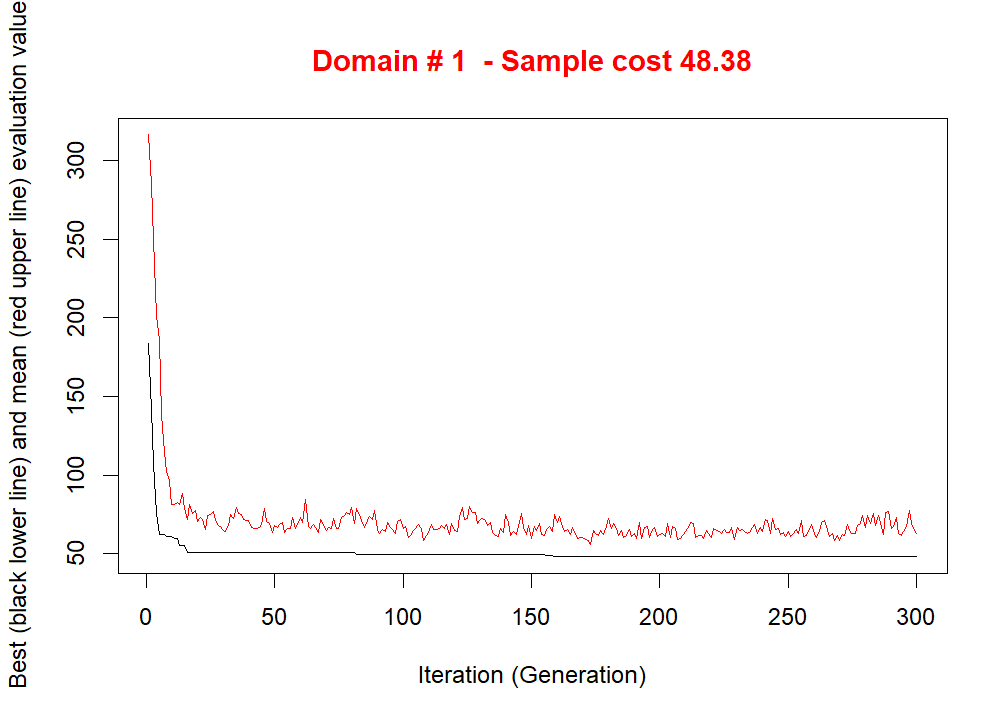 Domain # 1  - Sample cost 48.38
Best (black lower line) and mean (red upper line) evaluation value
300
250
200
150
100
50
0 50 100 150 200 250 300
Iteration (Generation)